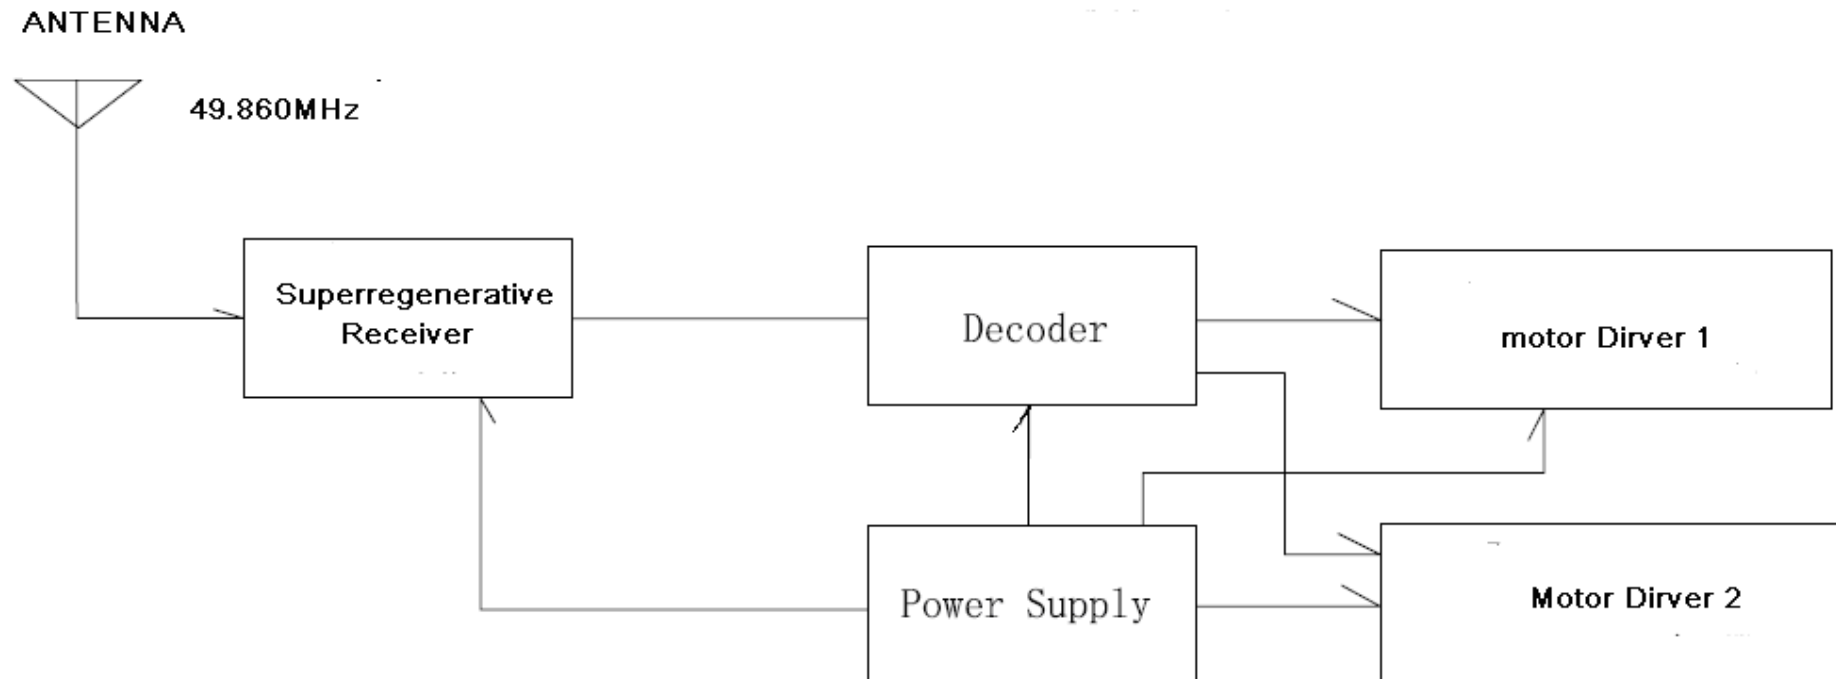 ANTENNA
49.860MHz
Superregenerative
Receiver
Decoder
motor Dirver 1
Power Supply
Motor Dirver 2